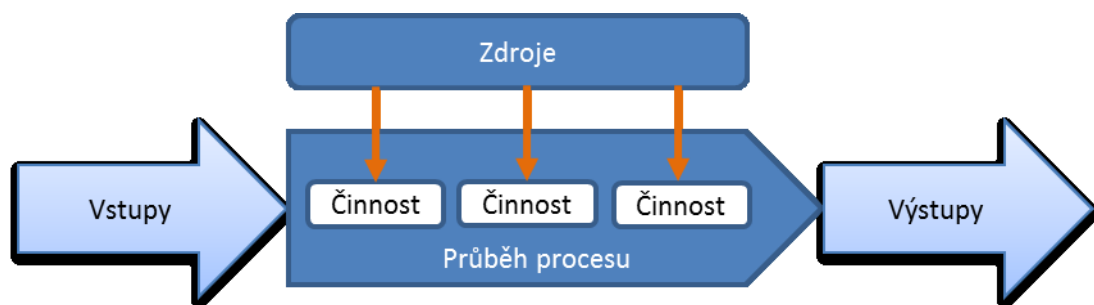 Zdroje
Vstupy
Činnost
Činnost
Činnost
Průběh procesu
Výstupy